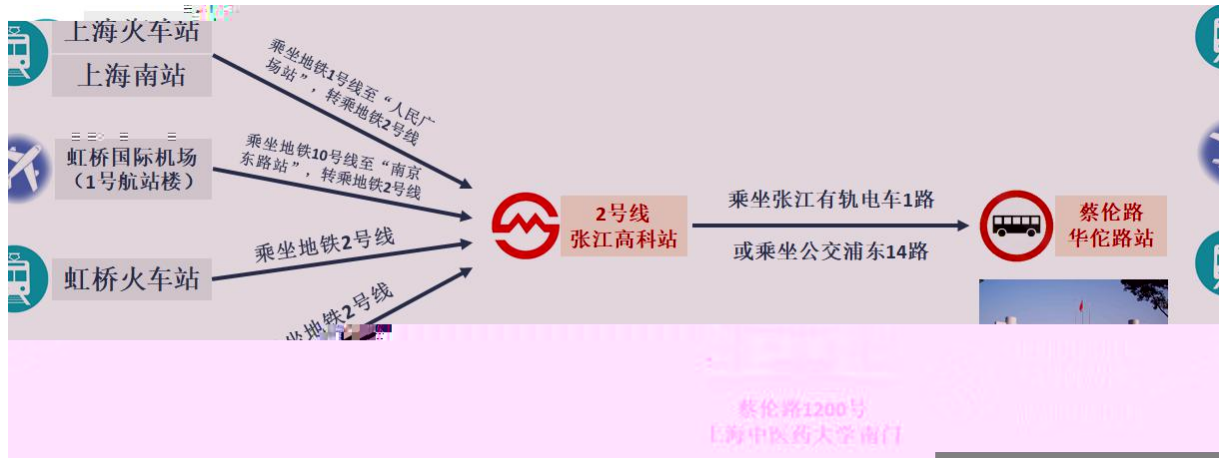 上海火车站
上海南站
乘坐地铁1号线至“人民广
场站”，转乘地铁2号线
虹桥国际机场
（1号航站楼）
乘坐地铁10号线至“南京
东路站”，转乘地铁2号线
虹桥火车站
乘坐地铁2号线
坐地铁2号线
2号线
张江高科站
乘坐张江有轨电车1路
或乘坐公交浦东14路
蔡伦路
华佗路站
蔡伦路1200号
上海中医药大学南门